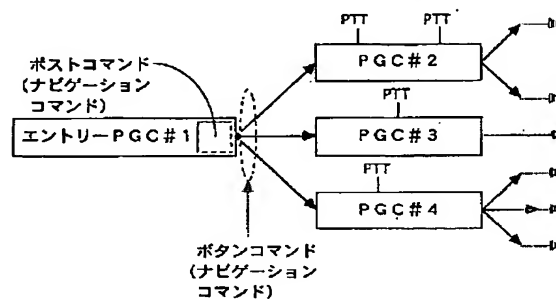 PTT PTT
ポストコマンド
(ナビゲーション
コマンド)
PGC#2
PTT
エントリーPGC#1
PGC#3
PTT
PGC#4
ボタンコマンド
(ナビゲーション
コマンド)